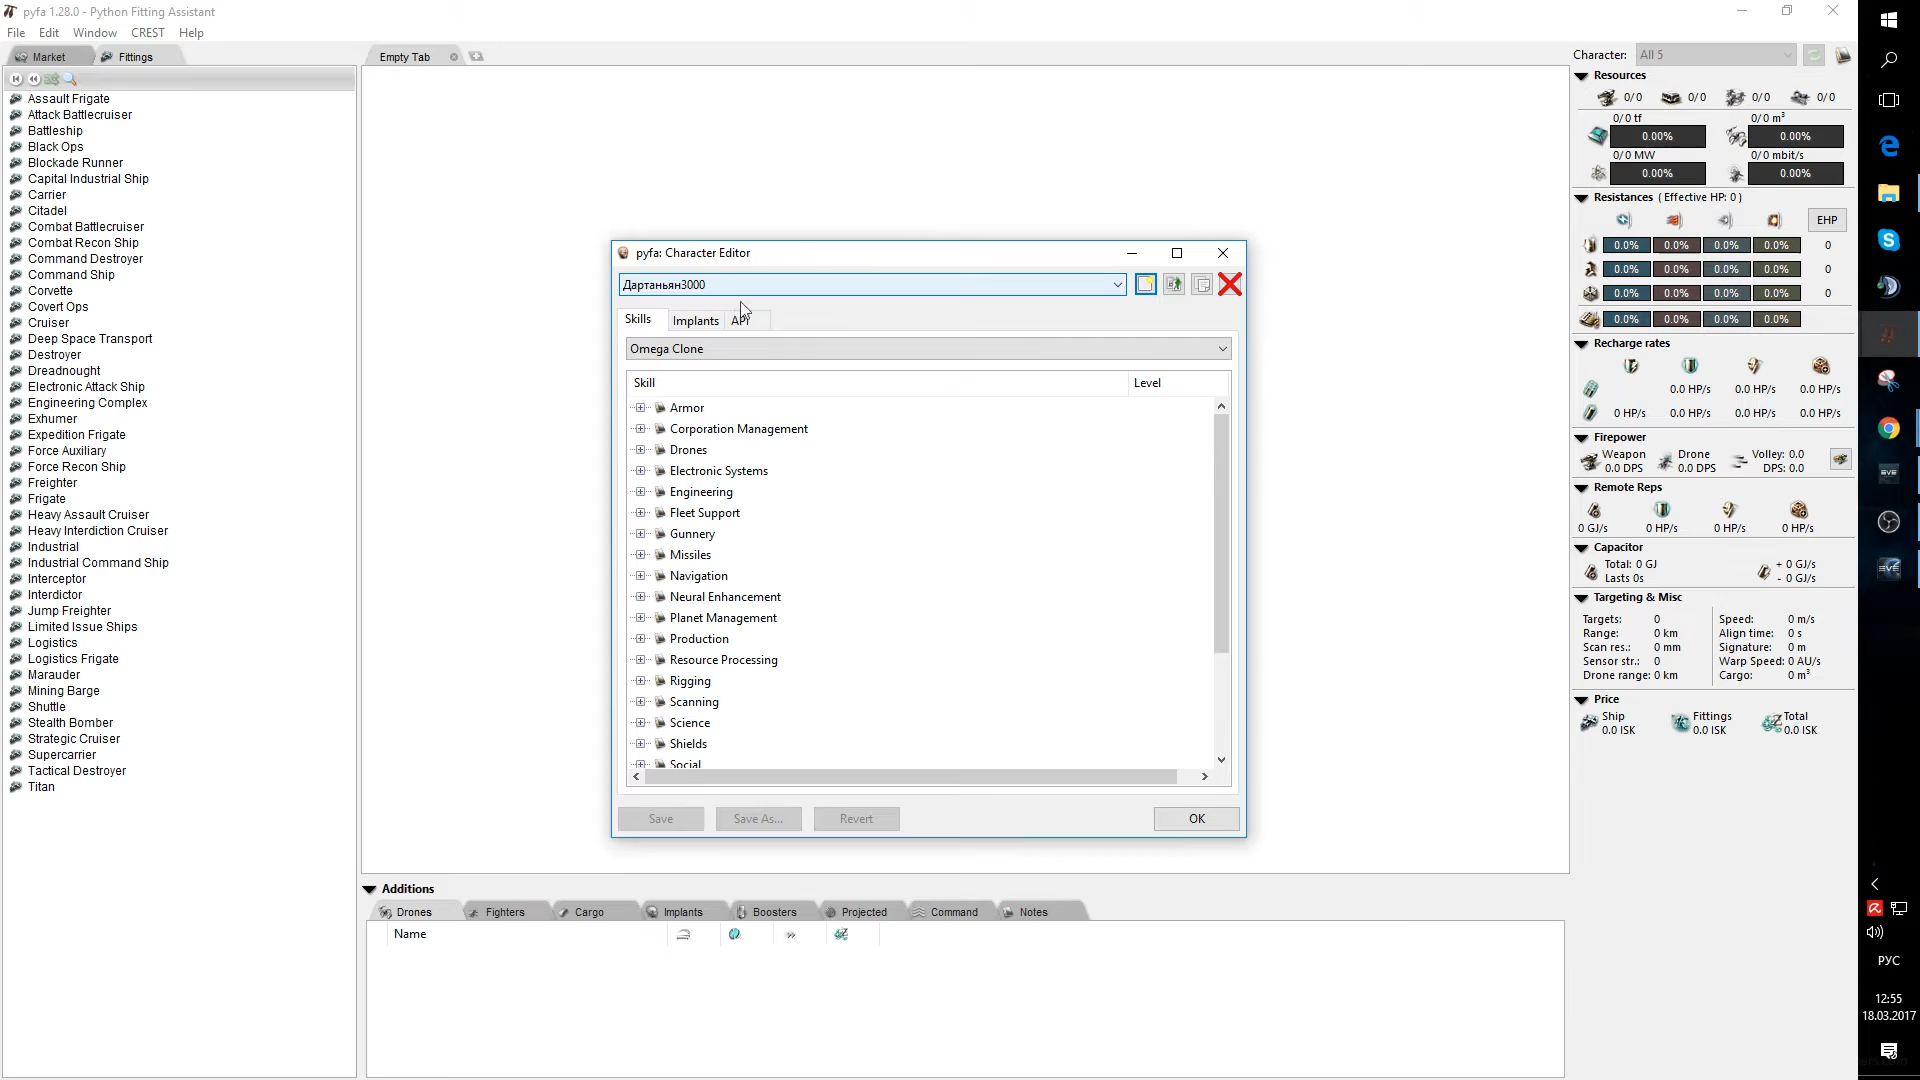 pyfa 1.28.0 - Python Fitting Assistant
File Edit Window CREST Help
Market Fittings
Empty Tab
Character: All 5
Assault Frigate
Attack Battlecruiser
Battleship
Black Ops
Blockade Runner
Capital Industrial Ship
Carrier
Citadel
Combat Battlecruiser
Combat Recon Ship
Command Destroyer
Command Ship
Corvette
Covert Ops
Cruiser
Deep Space Transport
Destroyer
Dreadnought
Electronic Attack Ship
Engineering Complex
Exhumer
Expedition Frigate
Force Auxiliary
Force Recon Ship
Freighter
Frigate
Heavy Assault Cruiser
Heavy Interdiction Cruiser
Industrial
Industrial Command Ship
Interceptor
Interdictor
Jump Freighter
Limited Issue Ships
Logistics
Logistics Frigate
Marauder
Mining Barge
Shuttle
Stealth Bomber
Strategic Cruiser
Supercarrier
Tactical Destroyer
Titan
pyfa: Character Editor
Дартаньян3000
Skills Implants API
Omega Clone
Skill Level
Armor
Corporation Management
Drones
Electronic Systems
Engineering
Fleet Support
Gunnery
Missiles
Navigation
Neural Enhancement
Planet Management
Production
Resource Processing
Rigging
Scanning
Science
Shields
Social
Save Save As... Revert OK
Additions
Drones Fighters Cargo Implants Boosters Projected Command Notes
Name
Resources
0/0 0/0 0/0 0/0
0/0 tf 0/0 m³
0.00% 0.00%
0/0 MW 0/0 mbit/s
0.00% 0.00%
Resistances (Effective HP: 0)
EHP
0.0% 0.0% 0.0% 0.0% 0
0.0% 0.0% 0.0% 0.0% 0
0.0% 0.0% 0.0% 0.0% 0
0.0% 0.0% 0.0% 0.0%
Recharge rates
0.0 HP/s 0.0 HP/s 0.0 HP/s
0 HP/s 0.0 HP/s 0.0 HP/s 0.0 HP/s
Firepower
Weapon Drone Volley: 0.0
0.0 DPS 0.0 DPS DPS: 0.0
Remote Reps
0 GJ/s 0 HP/s 0 HP/s 0 HP/s
Capacitor
Total: 0 GJ + 0 GJ/s
Lasts 0s - 0 GJ/s
Targeting & Misc
Targets: 0 Speed: 0 m/s
Range: 0 km Align time: 0 s
Scan res.: 0 mm Signature: 0 m
Sensor str.: 0 Warp Speed: 0 AU/s
Drone range: 0 km Cargo: 0 m³
Price
Ship Fittings Total
0.0 ISK 0.0 ISK 0.0 ISK
EVE
РУС
12:55
18.03.2017